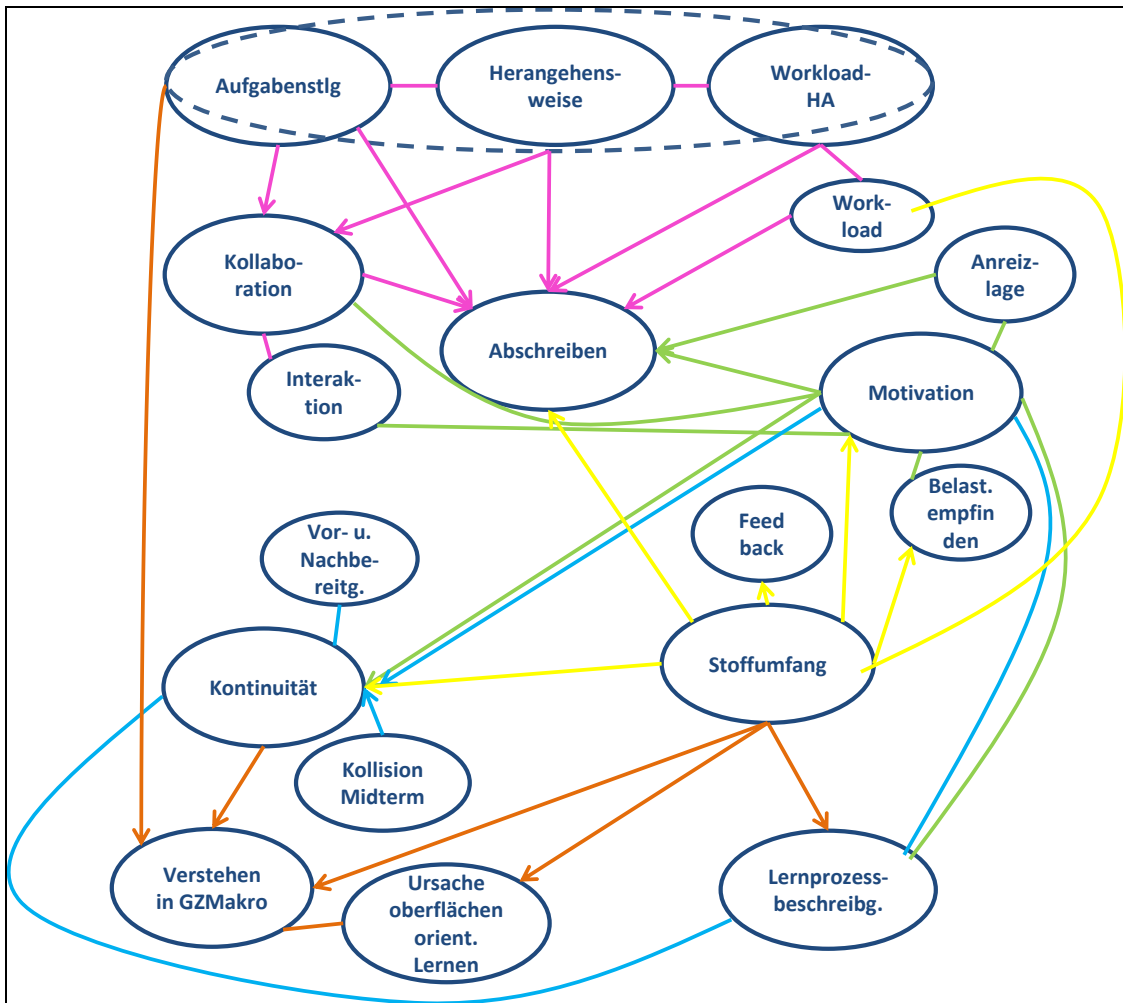 Aufgabenstlg
Herangehens-
weise
Workload-
HA
Work-
load
Kollabo-
ration
Anreiz-
lage
Abschreiben
Interak-
tion
Motivation
Belast.
empfin
den
Feed
back
Vor- u.
Nachbe-
reitg.
Stoffumfang
Kontinuität
Kollision
Midterm
Verstehen
in GZMakro
Ursache
oberflächen
orient.
Lernen
Lernprozess-
beschreibg.